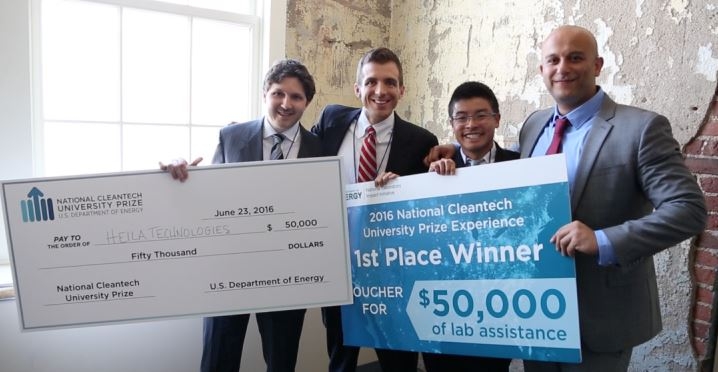 NATIONAL CLEANTECH
UNIVERSITY PRIZE
U.S. DEPARTMENT OF ENERGY
June 23, 2016
PAY TO
THE ORDER OF
HEILA TECHNOLOGIES
$ 50,000
Fifty Thousand
DOLLARS
National Cleantech
University Prize
U.S. Department of Energy
ENERGY
2016 National Cleantech
University Prize Experience
1st Place Winner
VOUCHER
FOR
$50,000
of lab assistance